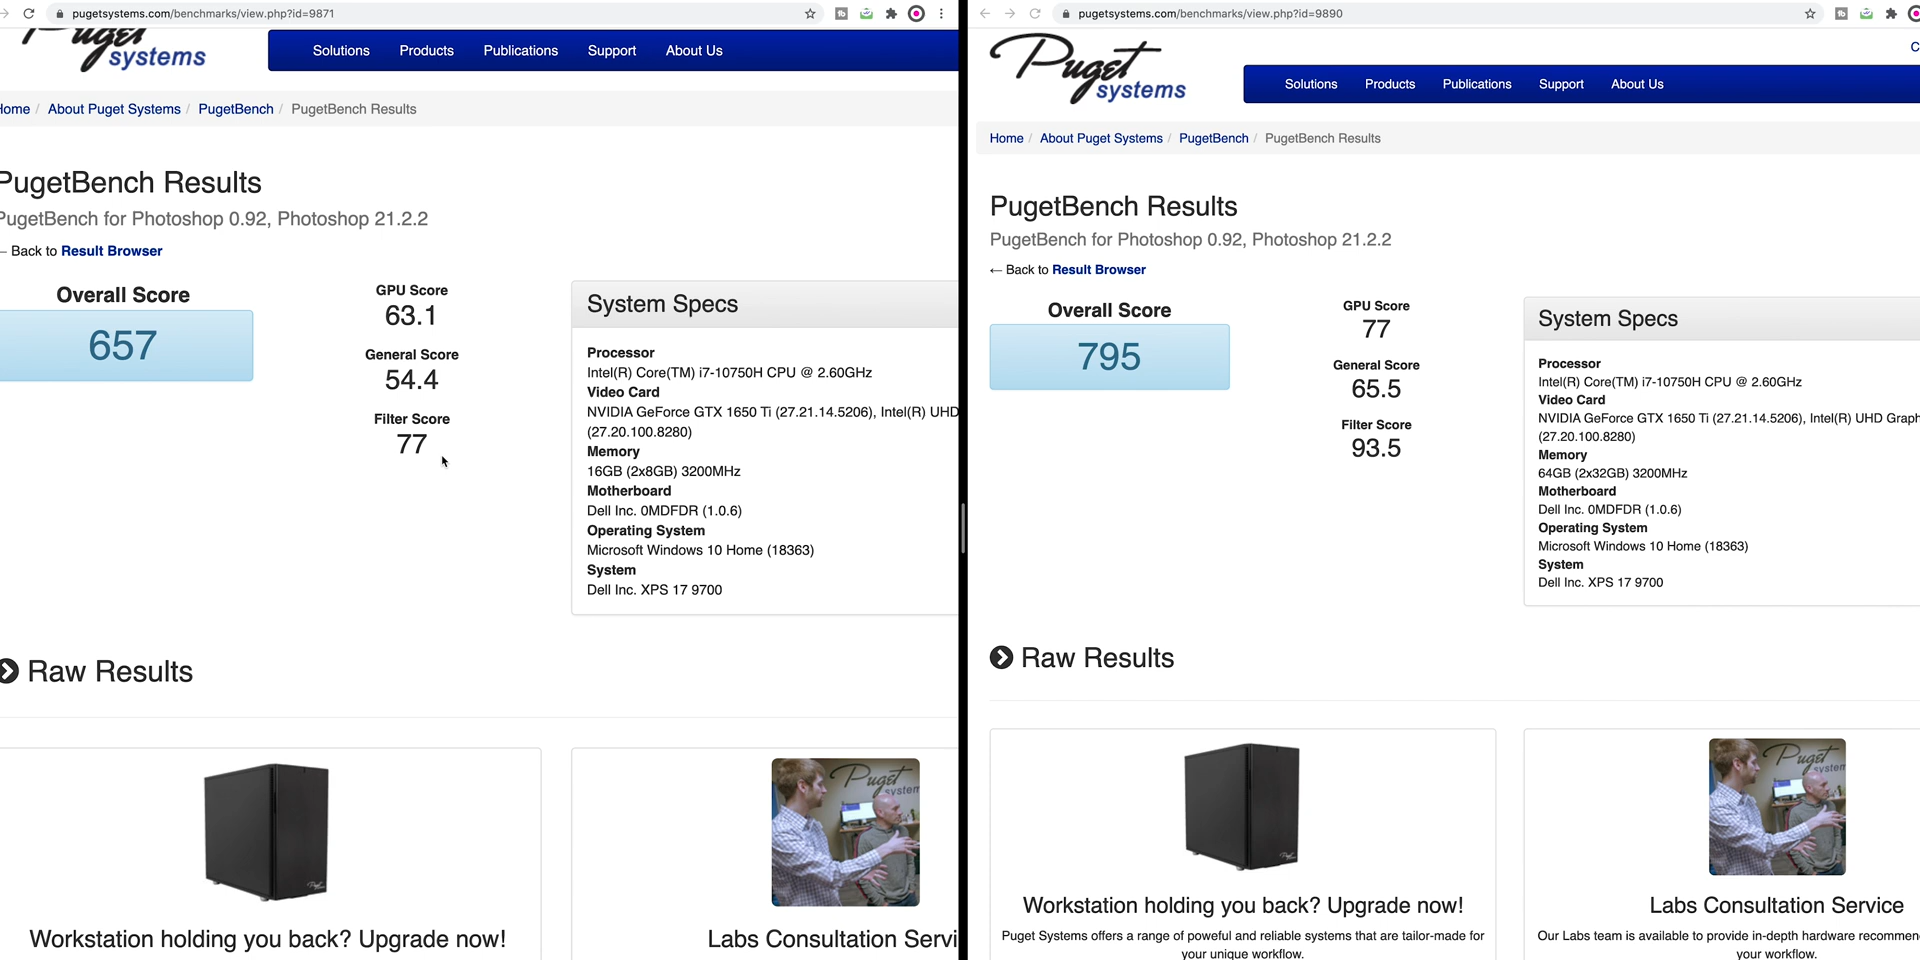 pugetsystems.com/benchmarks/view.php?id=9871
Puget
systems
Solutions
Products
Publications
Support
About Us
Home / About Puget Systems / PugetBench / PugetBench Results
PugetBench Results
PugetBench for Photoshop 0.92, Photoshop 21.2.2
← Back to Result Browser
Overall Score
657
GPU Score
63.1
General Score
54.4
Filter Score
77
System Specs
Processor
Intel(R) Core(TM) i7-10750H CPU @ 2.60GHz
Video Card
NVIDIA GeForce GTX 1650 Ti (27.21.14.5206), Intel(R) UHD
(27.20.100.8280)
Memory
16GB (2x8GB) 3200MHz
Motherboard
Dell Inc. 0MDFDR (1.0.6)
Operating System
Microsoft Windows 10 Home (18363)
System
Dell Inc. XPS 17 9700
Raw Results
Puget
systems
Workstation holding you back? Upgrade now!
Labs Consultation Servi
pugetsystems.com/benchmarks/view.php?id=9890
C
Puget
systems
Solutions
Products
Publications
Support
About Us
Home / About Puget Systems / PugetBench / PugetBench Results
PugetBench Results
PugetBench for Photoshop 0.92, Photoshop 21.2.2
← Back to Result Browser
Overall Score
795
GPU Score
77
General Score
65.5
Filter Score
93.5
System Specs
Processor
Intel(R) Core(TM) i7-10750H CPU @ 2.60GHz
Video Card
NVIDIA GeForce GTX 1650 Ti (27.21.14.5206), Intel(R) UHD Graph
(27.20.100.8280)
Memory
64GB (2x32GB) 3200MHz
Motherboard
Dell Inc. 0MDFDR (1.0.6)
Operating System
Microsoft Windows 10 Home (18363)
System
Dell Inc. XPS 17 9700
Raw Results
Puget
system
Workstation holding you back? Upgrade now!
Puget Systems offers a range of powerful and reliable systems that are tailor-made for
your unique workflow.
Labs Consultation Service
Our Labs team is available to provide in-depth hardware recommen
your workflow.